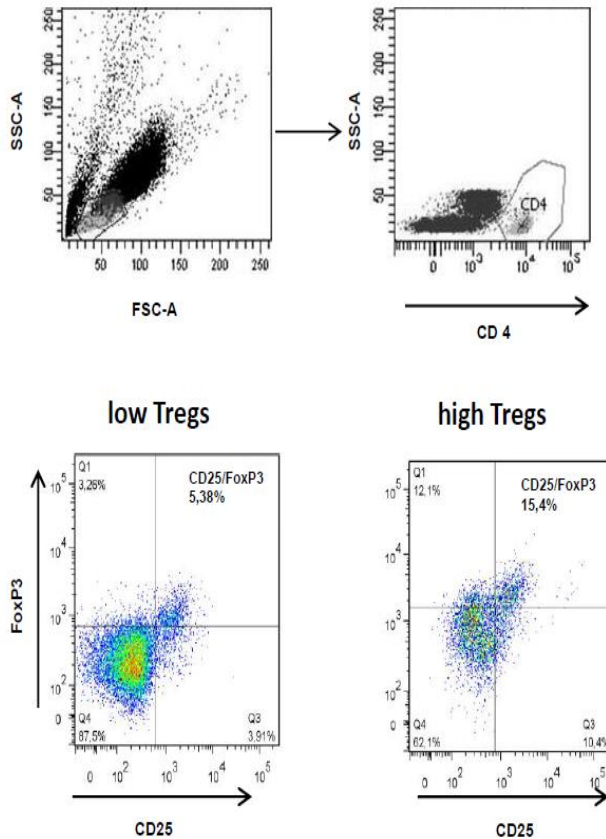 SSC-A
250
200
150
100
50
50 100 150 200 250
FSC-A
SSC-A
250
200
150
100
50
CD4
0 10³ 10⁴ 10⁵
CD 4
low Tregs
high Tregs
Q1
3,26%
CD25/FoxP3
5,38%
FoxP3
10⁵
10⁴
10³
10²
0
Q4
87,5%
Q3
3,91%
0 10² 10³ 10⁴ 10⁵
CD25
Q1
12,1%
CD25/FoxP3
15,4%
10⁵
10⁴
10³
10²
0
Q4
62,1%
Q3
10,4%
0 10² 10³ 10⁴ 10⁵
CD25